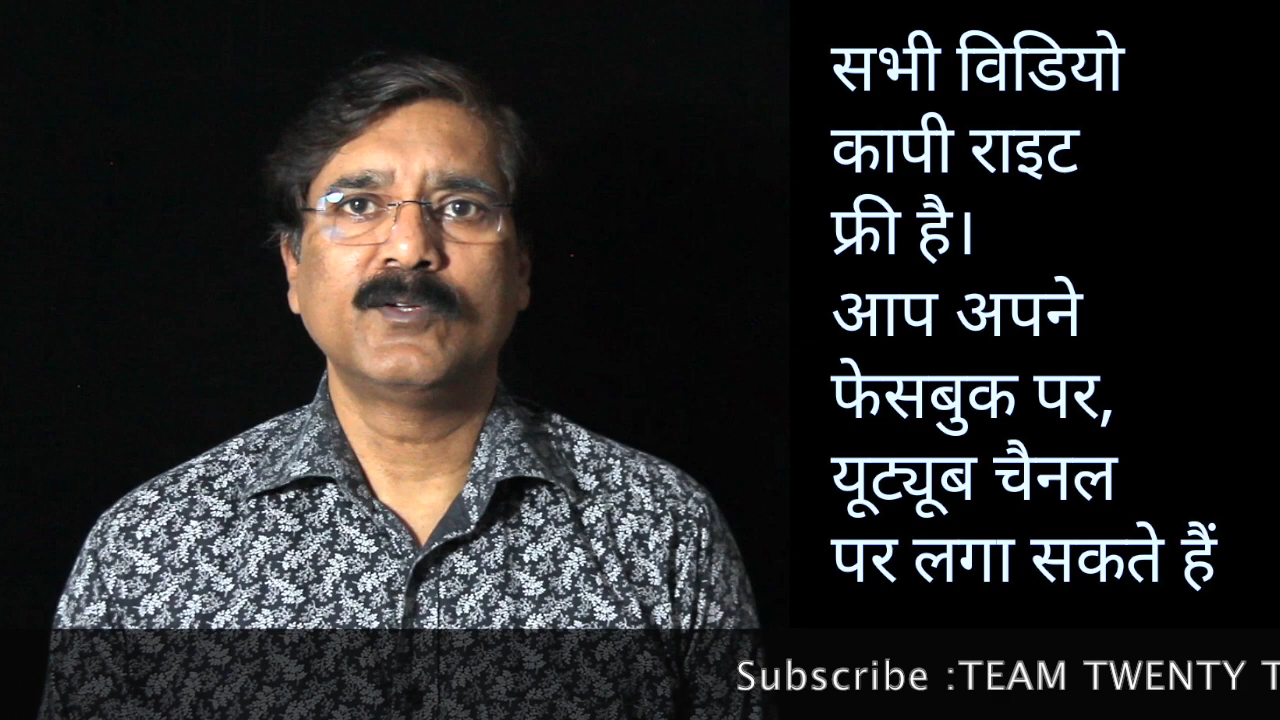 सभी विडियो
कापी राइट
फ्री है।
आप अपने
फेसबुक पर,
यूट्यूब चैनल
पर लगा सकते हैं
Subscribe :TEAM TWENTY T